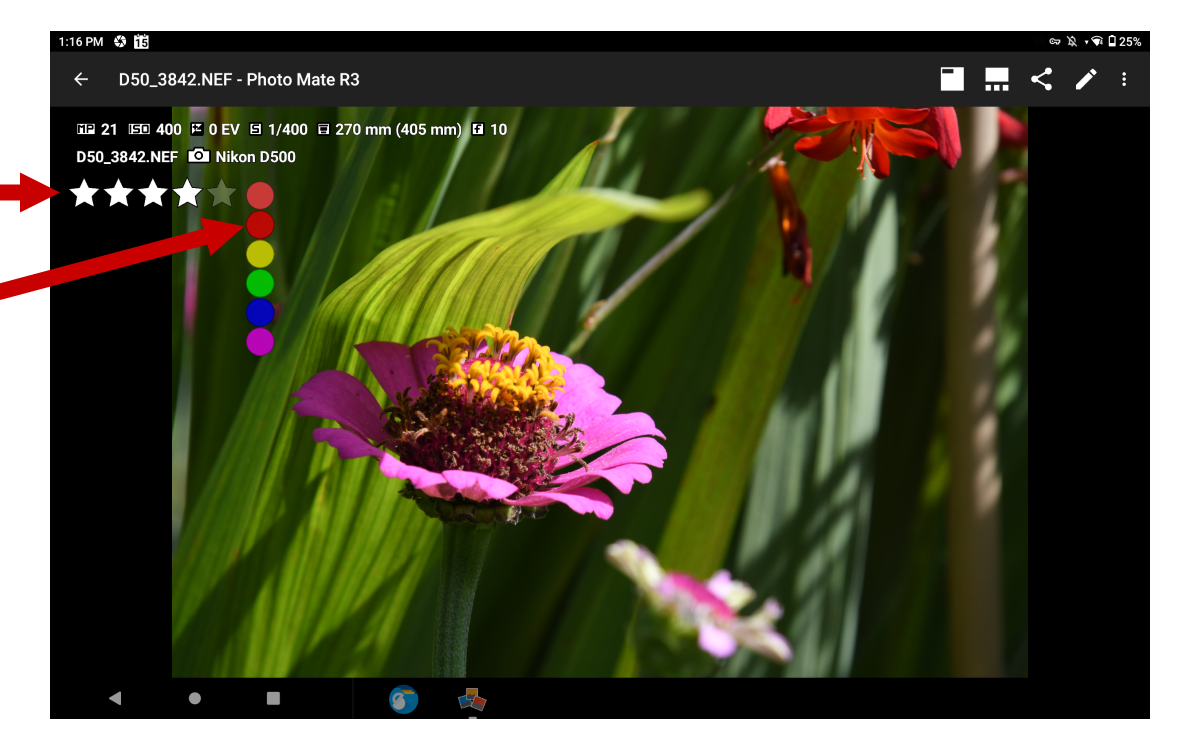 1:16 PM 15 25%
D50_3842.NEF - Photo Mate R3
MP 21 ISO 400 0 EV S 1/400 270 mm (405 mm) f 10
D50_3842.NEF Nikon D500